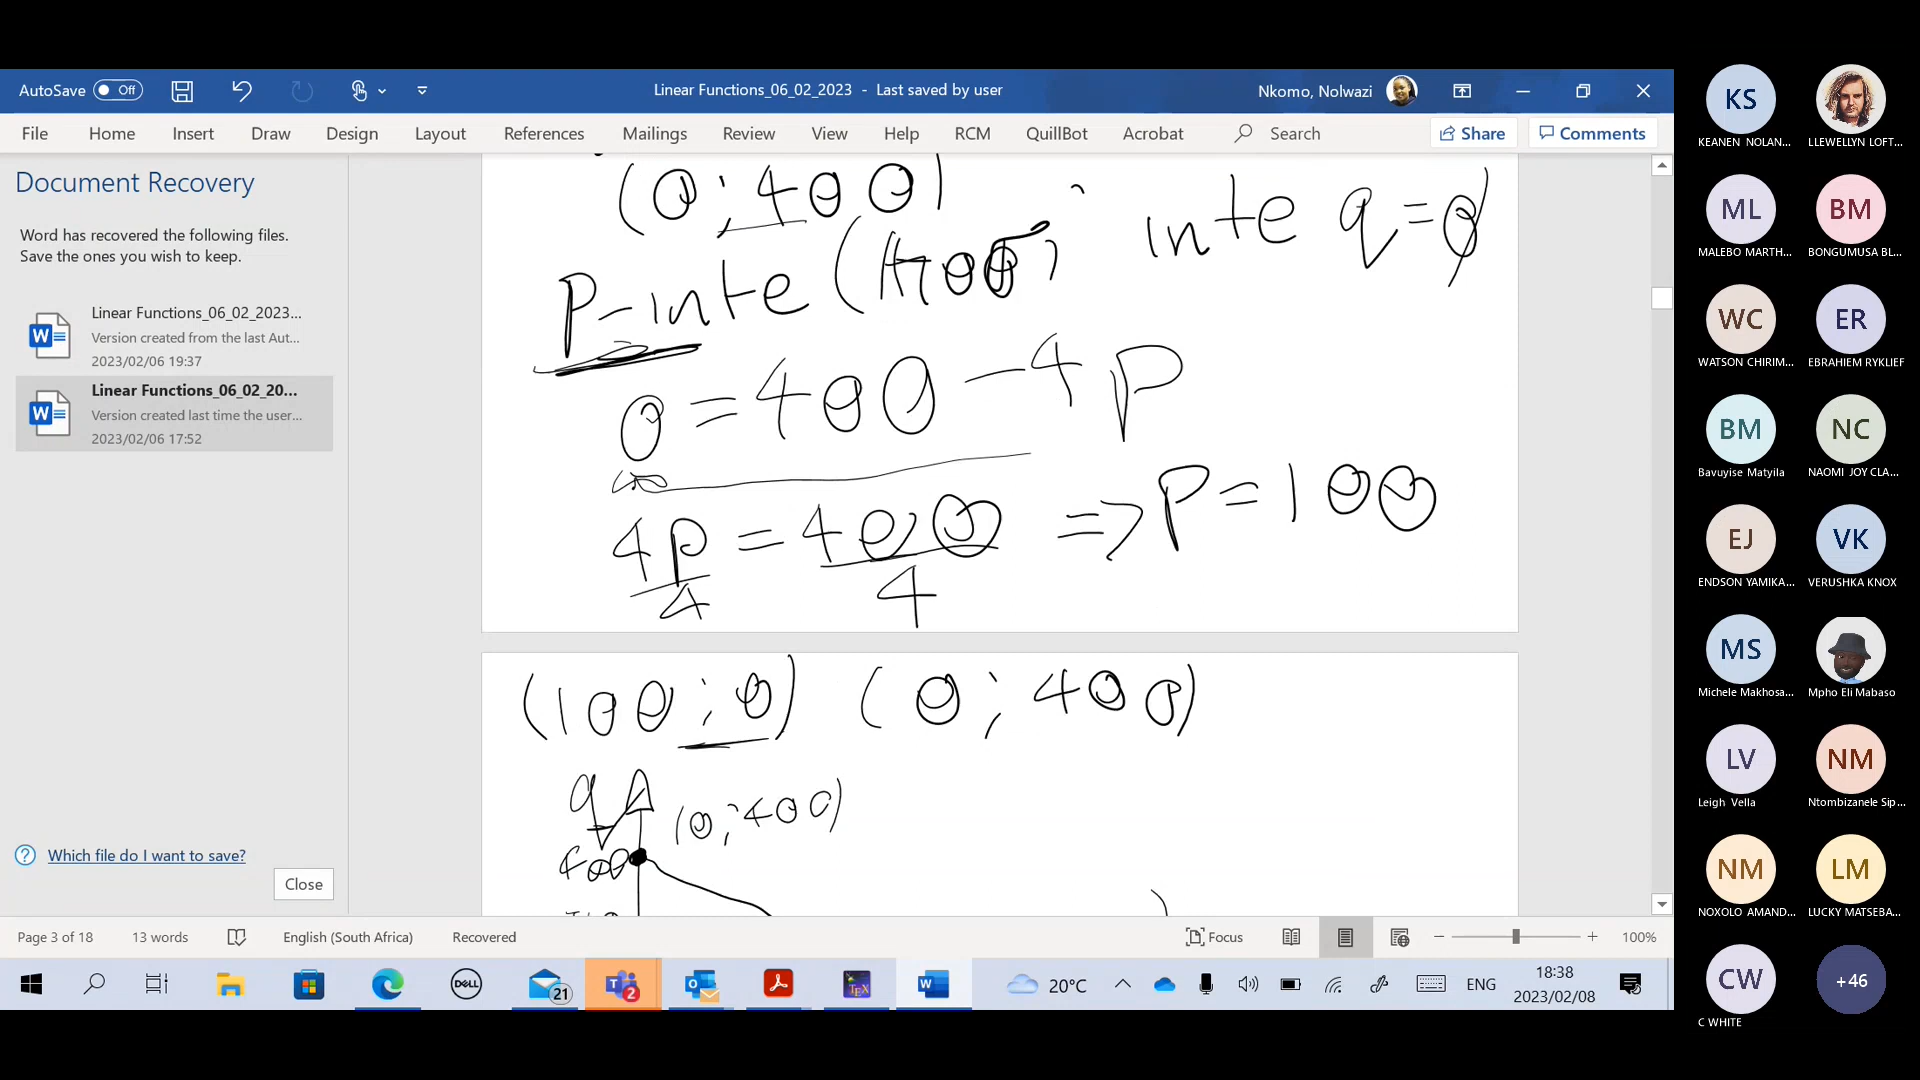 AutoSave Off
Linear Functions_06_02_2023 - Last saved by user
Nkomo, Nolwazi
File Home Insert Draw Design Layout References Mailings Review View Help RCM QuillBot Acrobat Search Share Comments
Document Recovery
Word has recovered the following files.
Save the ones you wish to keep.
Linear Functions_06_02_2023...
Version created from the last Aut...
2023/02/06 19:37
Linear Functions_06_02_20...
Version created last time the user...
2023/02/06 17:52
Which file do I want to save?
Close
(0;400)
inte q=0
P-inte
0=400-4P
4P/4 = 400/4 => P=100
(100;0) (0;400)
q
(0;400)
400
Page 3 of 18 13 words English (South Africa) Recovered Focus 100%
21 2 DELL TEX 20°C ENG 18:38
2023/02/08
KS
KEANEN NOLAN...
LLEWELLYN LOFT...
ML BM
MALEBO MARTH... BONGUMUSA BL...
WC ER
WATSON CHIRIM... EBRAHIEM RYKLIEF
BM NC
Bavuyise Matyila NAOMI JOY CLA...
EJ VK
ENDSON YAMIKA... VERUSHKA KNOX
MS
Michele Makhosa... Mpho Eli Mabaso
LV NM
Leigh Vella Ntombizanele Sip...
NM LM
NOXOLO AMAND... LUCKY MATSEBA...
CW +46
C WHITE